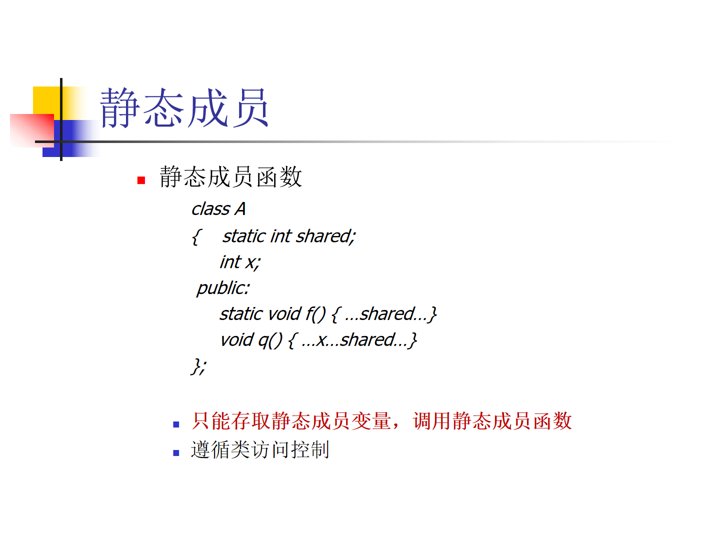 静态成员
静态成员函数
class A
{ static int shared;
int x;
public:
static void f() { …shared…}
void q() { …x…shared…}
};
只能存取静态成员变量，调用静态成员函数
遵循类访问控制